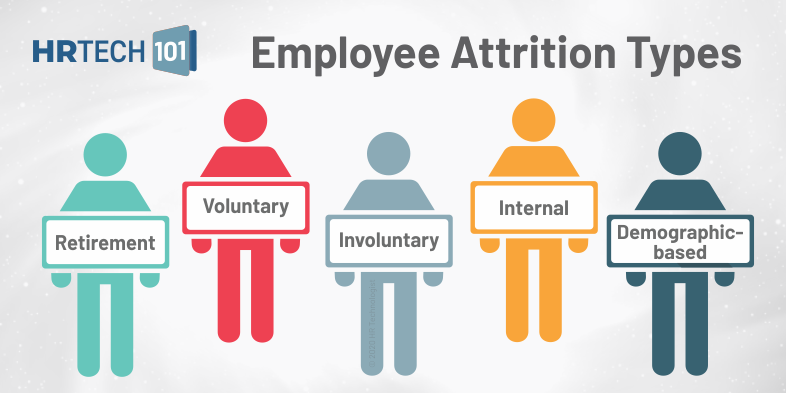 HRTECH 101
Employee Attrition Types
Retirement
Voluntary
Involuntary
Internal
Demographic-
based